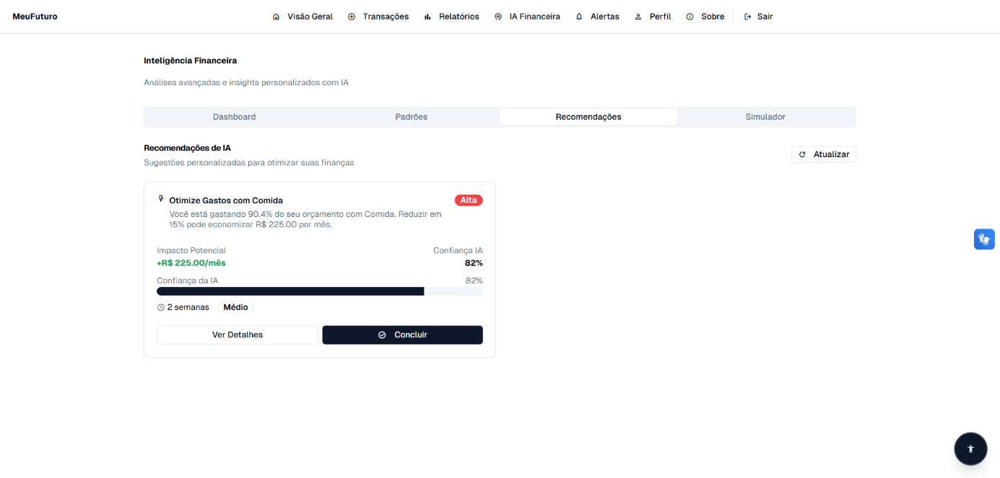 MeuFuturo
Visão Geral
Transações
Relatórios
IA Financeira
Alertas
Perfil
Sobre
Sair
Inteligência Financeira
Análises avançadas e insights personalizados com IA
Dashboard
Padrões
Recomendações
Simulador
Recomendações de IA
Sugestões personalizadas para otimizar suas finanças
Atualizar
Otimize Gastos com Comida
Alta
Você está gastando 90.4% do seu orçamento com Comida. Reduzir em
15% pode economizar R$ 225.00 por mês.
Impacto Potencial
Confiança IA
+R$ 225.00/mês
82%
Confiança da IA
82%
2 semanas
Médio
Ver Detalhes
Concluir